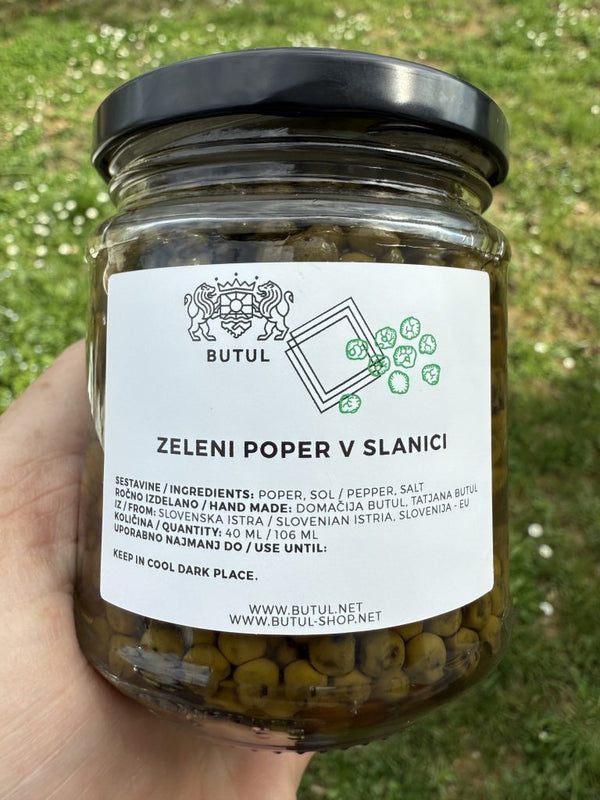 BUTUL
ZELENI POPER V SLANICI
SESTAVINE / INGREDIENTS: POPER, SOL / PEPPER, SALT
ROČNO IZDELANO / HAND MADE: DOMAČIJA BUTUL, TATJANA BUTUL
IZ / FROM: SLOVENSKA ISTRA / SLOVENIAN ISTRIA, SLOVENIJA - EU
KOLIČINA / QUANTITY: 40 ML / 106 ML
UPORABNO NAJMANJ DO / USE UNTIL:
KEEP IN COOL DARK PLACE.
WWW.BUTUL.NET
WWW.BUTUL-SHOP.NET